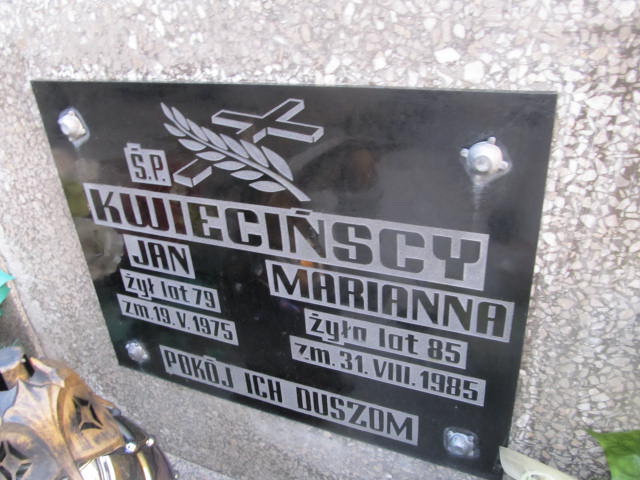 Ś.P.
KWIECIŃSCY
JAN
żył lat 79
zm. 19. V. 1975
MARIANNA
żyła lat 85
zm. 31. VIII. 1985
POKÓJ ICH DUSZOM